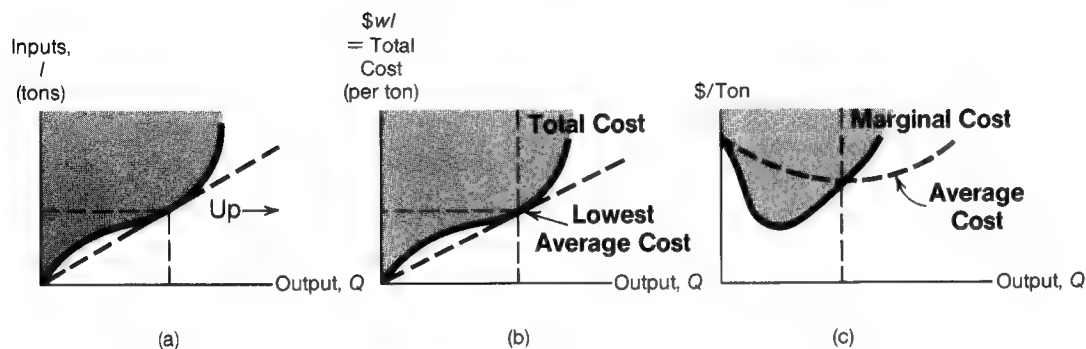 Inputs,
I
(tons)
Up→
Output, Q
(a)
$wI
= Total
Cost
(per ton)
Total Cost
Lowest
Average Cost
Output, Q
(b)
$/Ton
Marginal Cost
Average
Cost
Output, Q
(c)